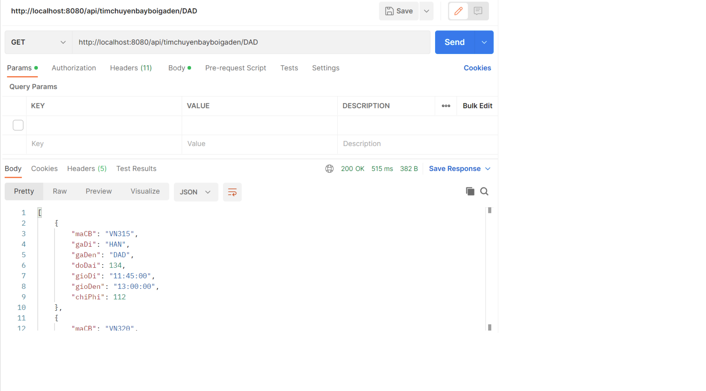 http://localhost:8080/api/timchuyenbayboigaden/DAD Save
GET http://localhost:8080/api/timchuyenbayboigaden/DAD Send
Params Authorization Headers (11) Body Pre-request Script Tests Settings Cookies
Query Params
KEY VALUE DESCRIPTION ••• Bulk Edit
Key Value Description
Body Cookies Headers (5) Test Results 200 OK 515 ms 382 B Save Response
Pretty Raw Preview Visualize JSON
1 [
2 {
3 "maCB": "VN315",
4 "gaDi": "HAN",
5 "gaDen": "DAD",
6 "doDai": 134,
7 "gioDi": "11:45:00",
8 "gioDen": "13:00:00",
9 "chiPhi": 112
10 },
11 {
12 "maCB": "VN320",